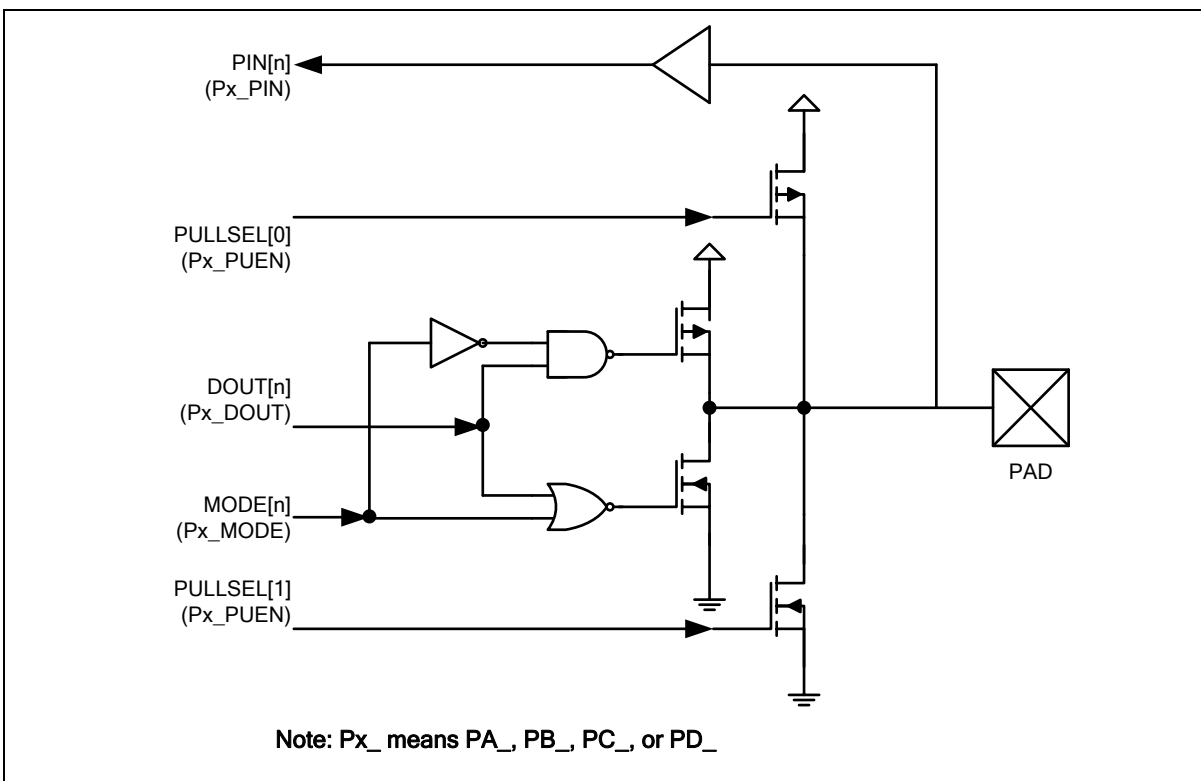 PIN[n]
(Px_PIN)
PULLSEL[0]
(Px_PUEN)
DOUT[n]
(Px_DOUT)
PAD
MODE[n]
(Px_MODE)
PULLSEL[1]
(Px_PUEN)
Note: Px_ means PA_, PB_, PC_, or PD_